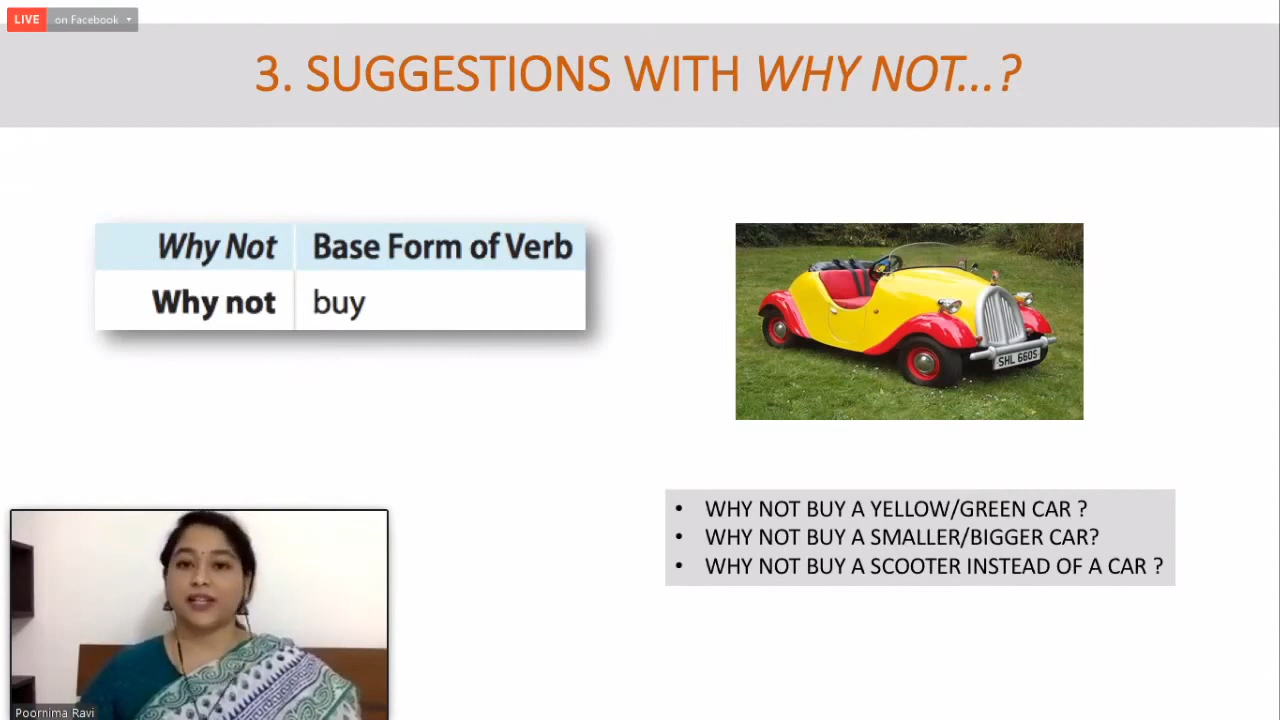 LIVE on Facebook
3. SUGGESTIONS WITH WHY NOT...?
Why Not Base Form of Verb
Why not buy
SHL 660S
• WHY NOT BUY A YELLOW/GREEN CAR ?
• WHY NOT BUY A SMALLER/BIGGER CAR?
• WHY NOT BUY A SCOOTER INSTEAD OF A CAR ?
Poornima Ravi